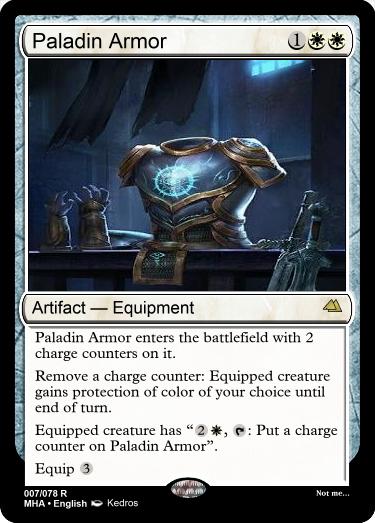 Paladin Armor 1
Artifact — Equipment
Paladin Armor enters the battlefield with 2
charge counters on it.
Remove a charge counter: Equipped creature
gains protection of color of your choice until
end of turn.
Equipped creature has “2, : Put a charge
counter on Paladin Armor”.
Equip 3
007/078 R
Not me...
MHA • English Kedros